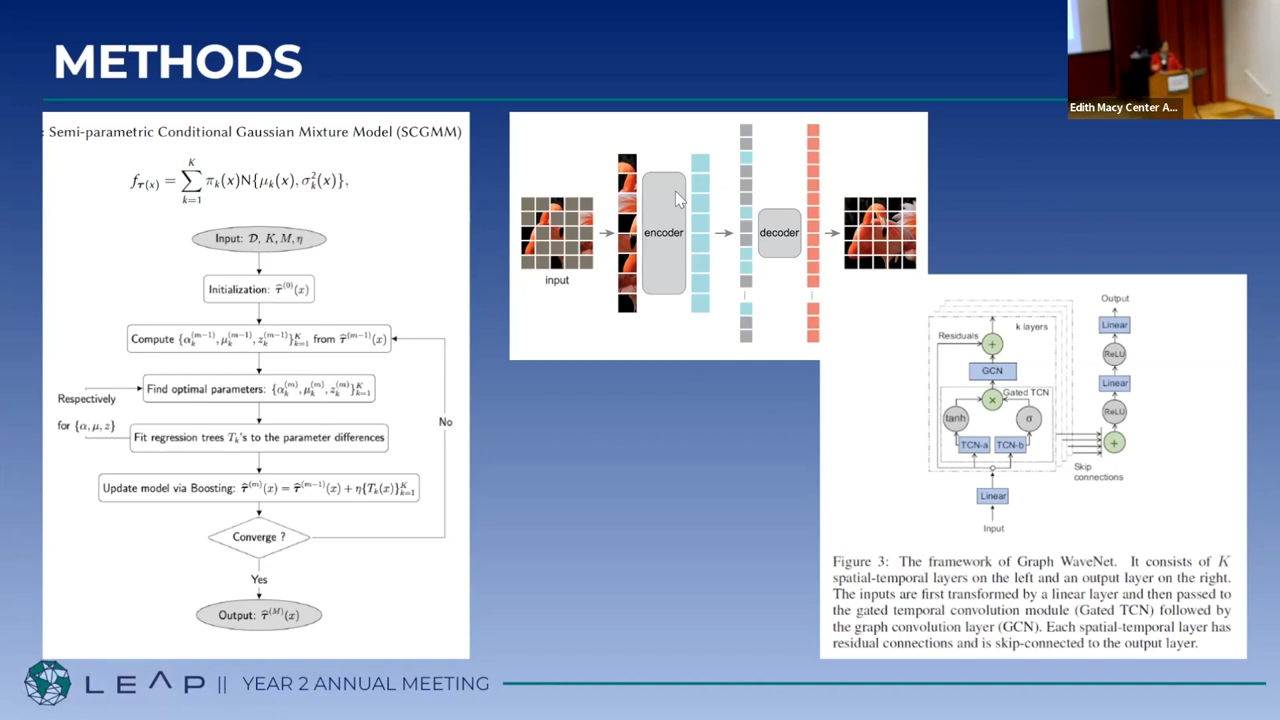 METHODS
Edith Macy Center A...
: Semi-parametric Conditional Gaussian Mixture Model (SCGMM)
f_τ(x) = ∑_{k=1}^{K} π_k(x)N{μ_k(x), σ_k^2(x)},
Input: 𝒟, K, M, η
Initialization: τ̂^(0)(x)
Compute {α_k^(m−1), μ_k^(m−1), z_k^(m−1)}_{k=1}^K from τ̂^(m−1)(x)
Find optimal parameters: {α_k^(m), μ_k^(m), z_k^(m)}_{k=1}^K
Respectively
for {α, μ, z}
Fit regression trees T_k's to the parameter differences
Update model via Boosting: τ̂^(m)(x) = τ̂^(m−1)(x) + η{T_k(x)}_{k=1}^K
Converge ?
No
Yes
Output: τ̂^(M)(x)
input
encoder
decoder
Output
k layers
Residuals
+
GCN
Gated TCN
×
tanh
σ
TCN-a
TCN-b
Linear
Input
Linear
ReLU
Linear
ReLU
+
Skip
connections
Figure 3: The framework of Graph WaveNet. It consists of K
spatial-temporal layers on the left and an output layer on the right.
The inputs are first transformed by a linear layer and then passed to
the gated temporal convolution module (Gated TCN) followed by
the graph convolution layer (GCN). Each spatial-temporal layer has
residual connections and is skip-connected to the output layer.
LEAP || YEAR 2 ANNUAL MEETING